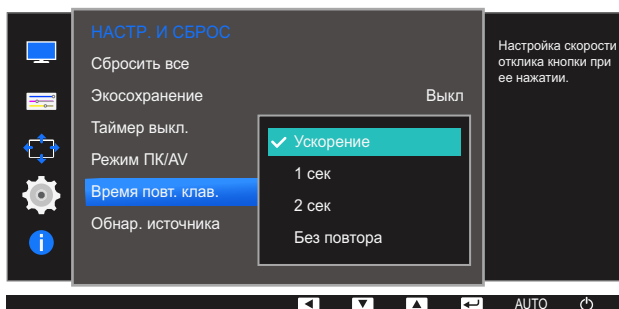 НАСТР. И СБРОС
Сбросить все
Экосохранение Выкл
Таймер выкл.
Режим ПК/AV
Время повт. клав.
Обнар. источника
Ускорение
1 сек
2 сек
Без повтора
Настройка скорости
отклика кнопки при
ее нажатии.
AUTO